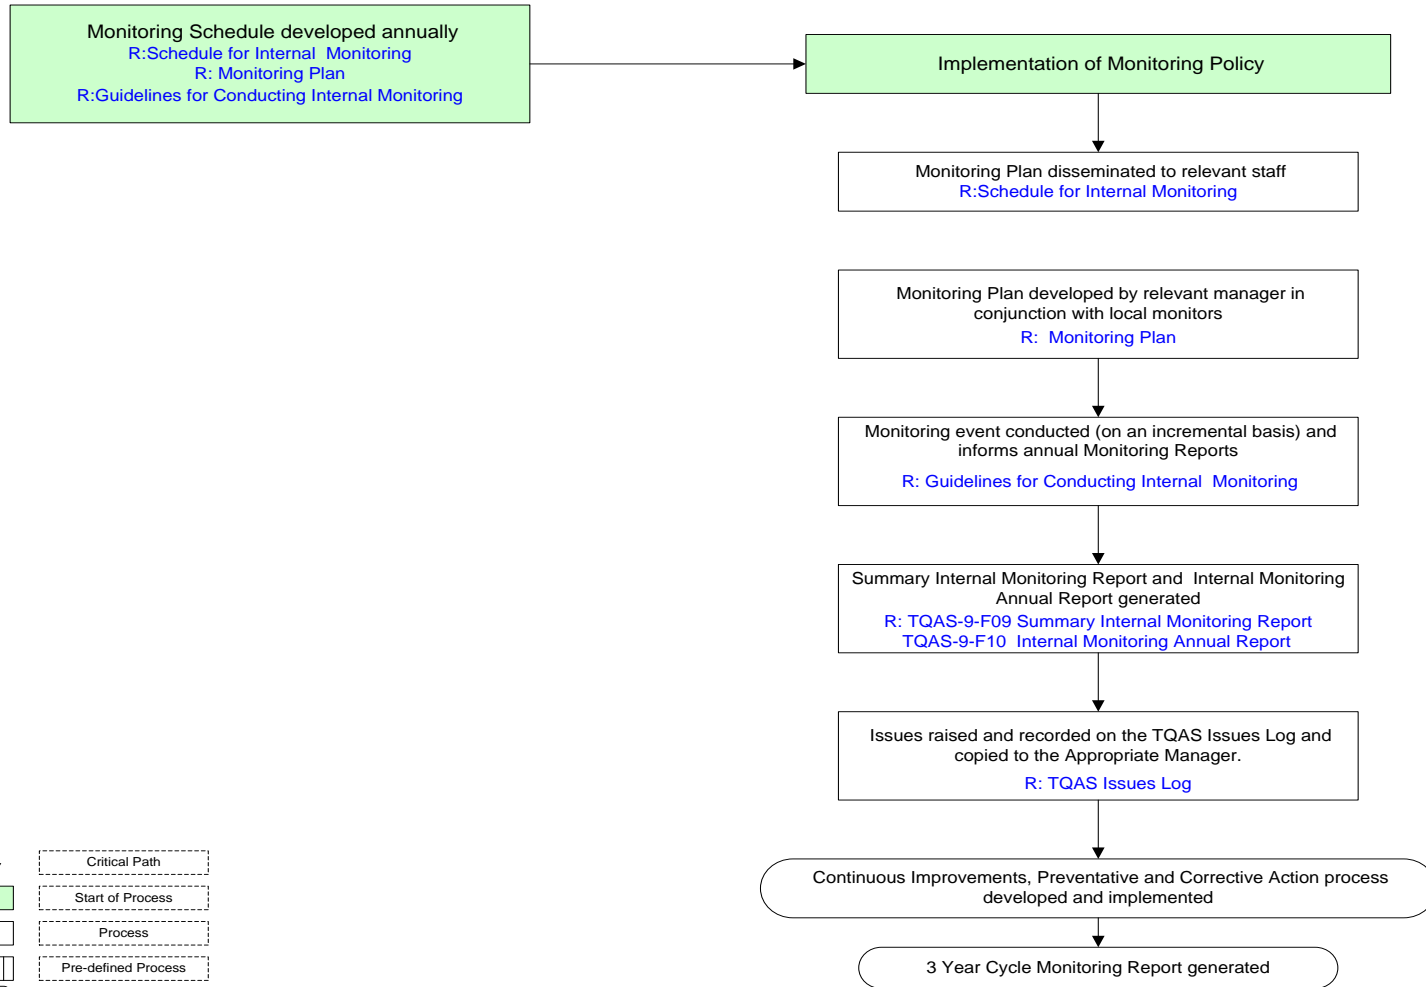 Monitoring Schedule developed annually
R:Schedule for Internal  Monitoring
R: Monitoring Plan
R:Guidelines for Conducting Internal  Monitoring
Implementation of Monitoring Policy
Monitoring Plan disseminated to relevant staff
R:Schedule for Internal Monitoring
Monitoring Plan developed by relevant manager in
conjunction with local monitors
R:  Monitoring Plan
Monitoring event conducted (on an incremental basis) and
informs annual Monitoring Reports
R: Guidelines for Conducting Internal  Monitoring
Summary Internal Monitoring Report and  Internal Monitoring
Annual Report generated
R: TQAS-9-F09 Summary Internal Monitoring Report
TQAS-9-F10  Internal Monitoring Annual Report
Issues raised and recorded on the TQAS Issues Log and
copied to the Appropriate Manager.
R: TQAS Issues Log
Continuous Improvements, Preventative and Corrective Action process
developed and implemented
3 Year Cycle Monitoring Report generated
Critical Path
Start of Process
Process
Pre-defined Process